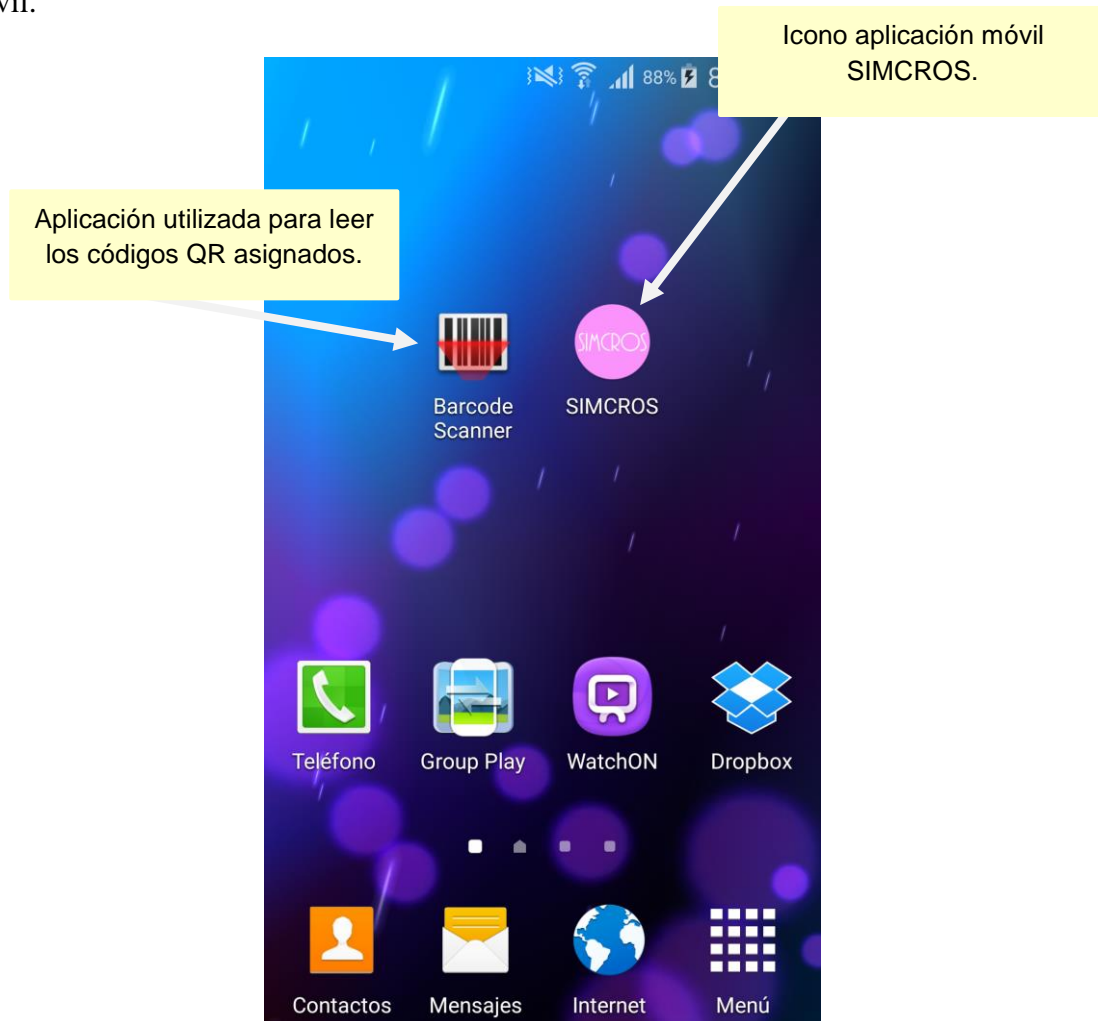 Icono aplicación móvil
SIMCROS.
88%
Aplicación utilizada para leer
los códigos QR asignados.
SIMCROS
Barcode
Scanner
SIMCROS
Teléfono
Group Play
WatchON
Dropbox
Contactos
Mensajes
Internet
Menú